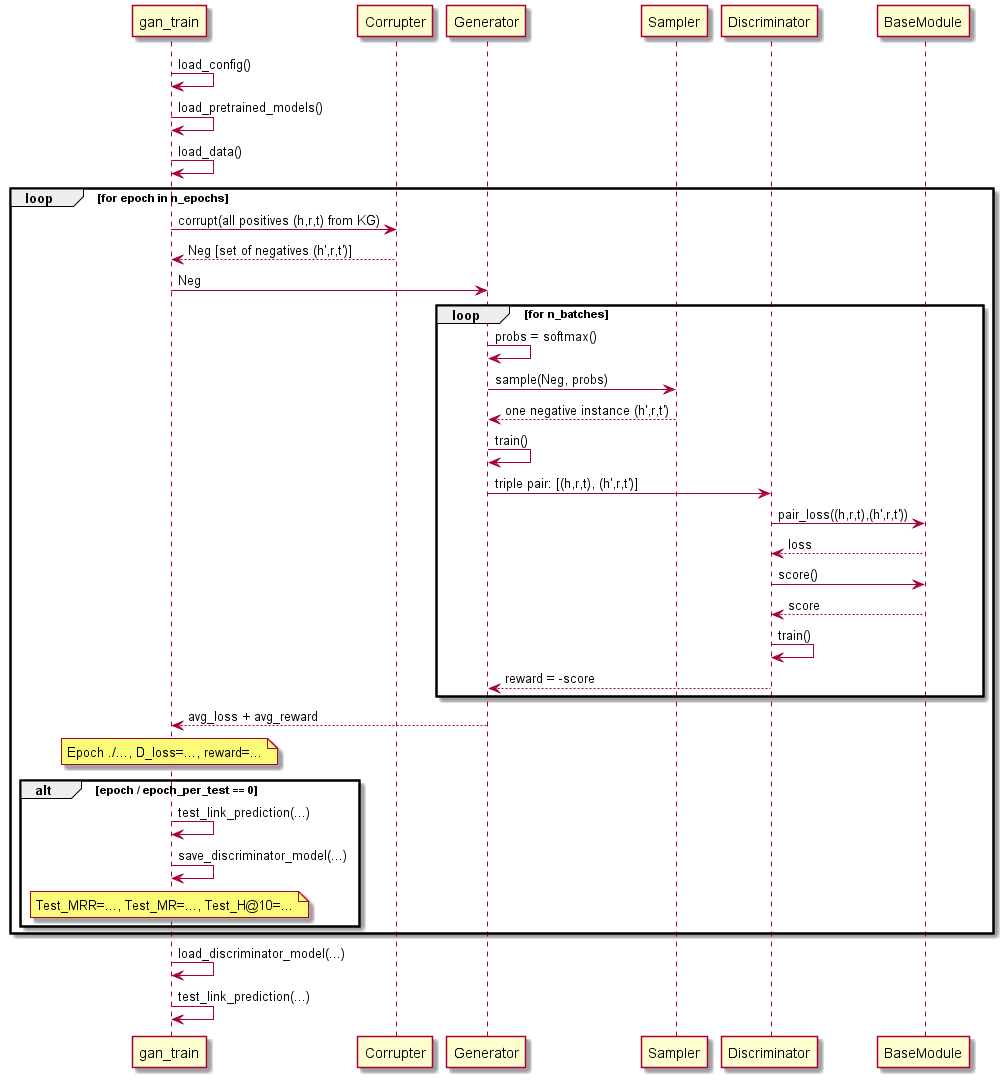 gan_train Corrupter Generator Sampler Discriminator BaseModule
load_config()
load_pretrained_models()
load_data()
loop [for epoch in n_epochs]
corrupt(all positives (h,r,t) from KG)
Neg [set of negatives (h',r,t')]
Neg
loop [for n_batches]
probs = softmax()
sample(Neg, probs)
one negative instance (h',r,t')
train()
triple pair: [(h,r,t), (h',r,t')]
pair_loss((h,r,t),(h',r,t'))
loss
score()
score
train()
reward = -score
avg_loss + avg_reward
Epoch ./..., D_loss=..., reward=...
alt [epoch / epoch_per_test == 0]
test_link_prediction(...)
save_discriminator_model(...)
Test_MRR=..., Test_MR=..., Test_H@10=...
load_discriminator_model(...)
test_link_prediction(...)
gan_train Corrupter Generator Sampler Discriminator BaseModule